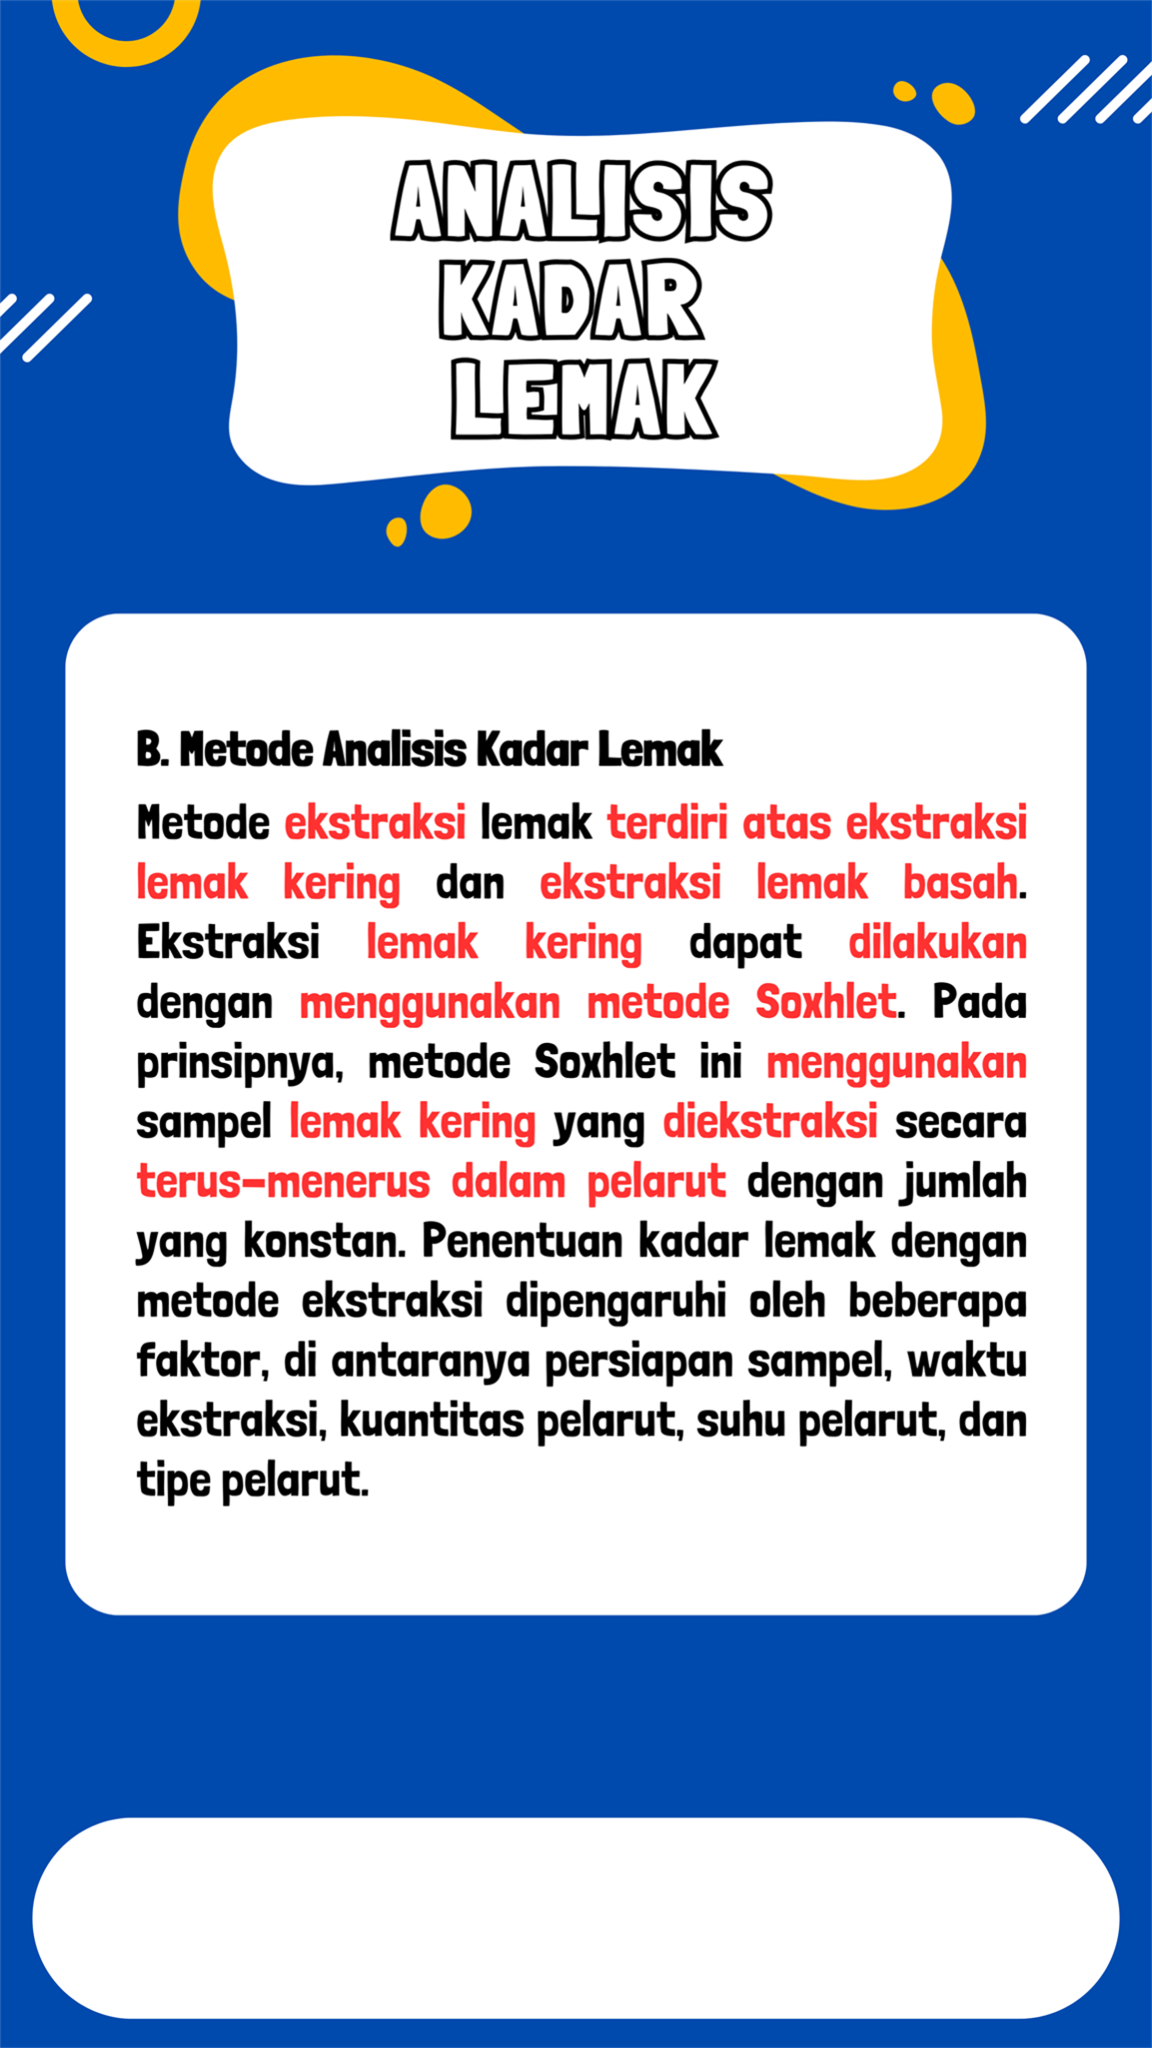 ANALISIS
KADAR
LEMAK
B. Metode Analisis Kadar Lemak
Metode ekstraksi lemak terdiri atas ekstraksi
lemak kering dan ekstraksi lemak basah.
Ekstraksi lemak kering dapat dilakukan
dengan menggunakan metode Soxhlet. Pada
prinsipnya, metode Soxhlet ini menggunakan
sampel lemak kering yang diekstraksi secara
terus-menerus dalam pelarut dengan jumlah
yang konstan. Penentuan kadar lemak dengan
metode ekstraksi dipengaruhi oleh beberapa
faktor, di antaranya persiapan sampel, waktu
ekstraksi, kuantitas pelarut, suhu pelarut, dan
tipe pelarut.